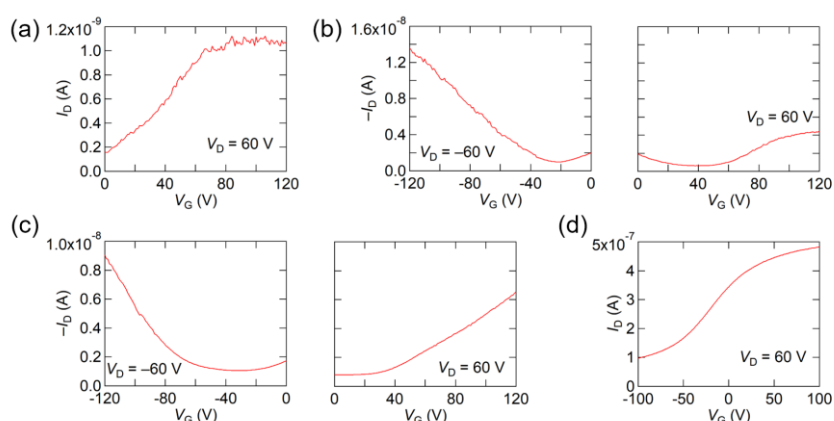 (a)
1.2x10⁻⁹
1.0
0.8
0.6
0.4
0.2
0.0
I_D (A)
V_D = 60 V
0 40 80 120
V_G (V)
(b)
1.6x10⁻⁸
1.2
0.8
0.4
0.0
−I_D (A)
V_D = −60 V
-120 -80 -40 0
V_G (V)
V_D = 60 V
0 40 80 120
V_G (V)
(c)
1.0x10⁻⁸
0.8
0.6
0.4
0.2
0.0
−I_D (A)
V_D = −60 V
-120 -80 -40 0
V_G (V)
V_D = 60 V
0 40 80 120
V_G (V)
(d)
5x10⁻⁷
4
3
2
1
0
I_D (A)
V_D = 60 V
-100 -50 0 50 100
V_G (V)